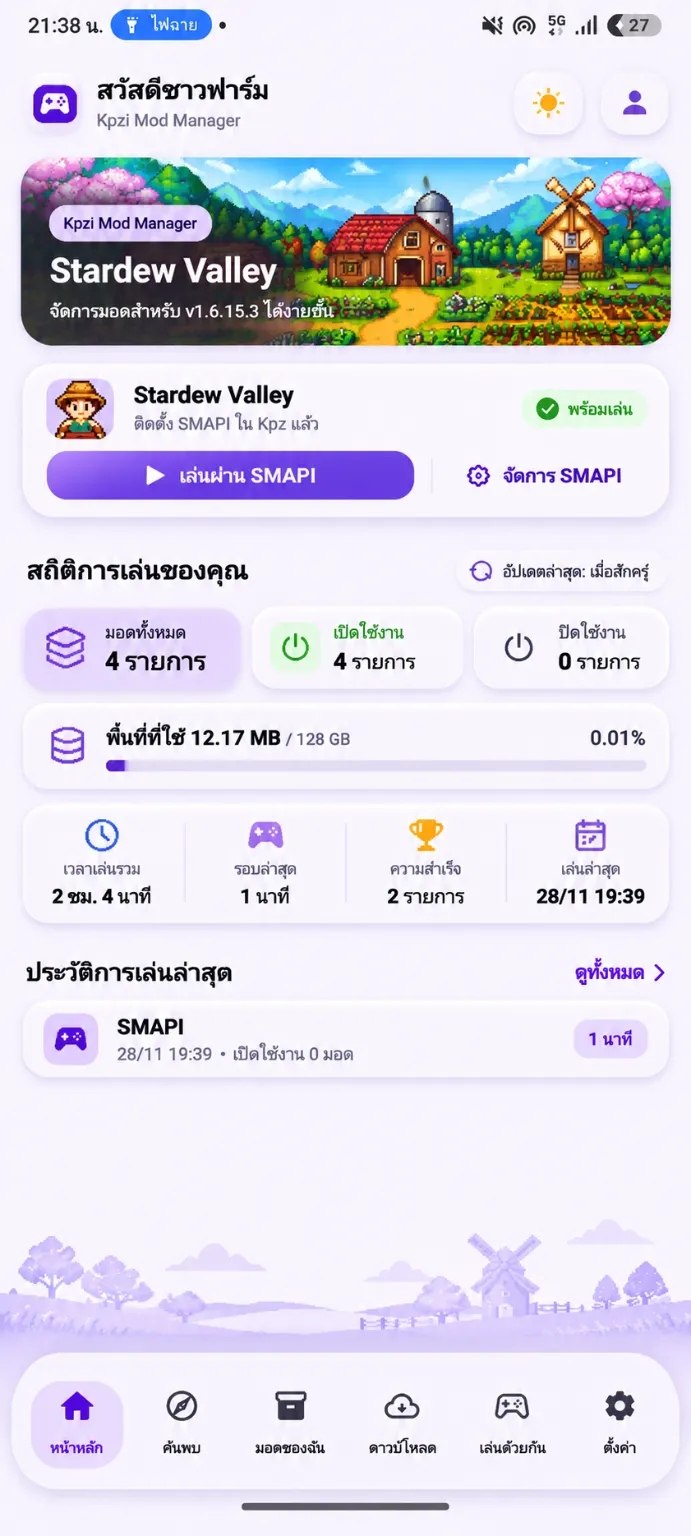 21:38 น.
ไฟฉาย
5G
27
สวัสดีชาวฟาร์ม
Kpzi Mod Manager
Kpzi Mod Manager
Stardew Valley
จัดการมอดสำหรับ v1.6.15.3 ได้ง่ายขึ้น
Stardew Valley
ติดตั้ง SMAPI ใน Kpz แล้ว
พร้อมเล่น
เล่นผ่าน SMAPI
จัดการ SMAPI
สถิติการเล่นของคุณ
อัปเดตล่าสุด: เมื่อสักครู่
มอดทั้งหมด
4 รายการ
เปิดใช้งาน
4 รายการ
ปิดใช้งาน
0 รายการ
พื้นที่ที่ใช้ 12.17 MB / 128 GB
0.01%
เวลาเล่นรวม
2 ชม. 4 นาที
รอบล่าสุด
1 นาที
ความสำเร็จ
2 รายการ
เล่นล่าสุด
28/11 19:39
ประวัติการเล่นล่าสุด
ดูทั้งหมด
SMAPI
28/11 19:39 • เปิดใช้งาน 0 มอด
1 นาที
หน้าหลัก
ค้นพบ
มอดของฉัน
ดาวน์โหลด
เล่นด้วยกัน
ตั้งค่า